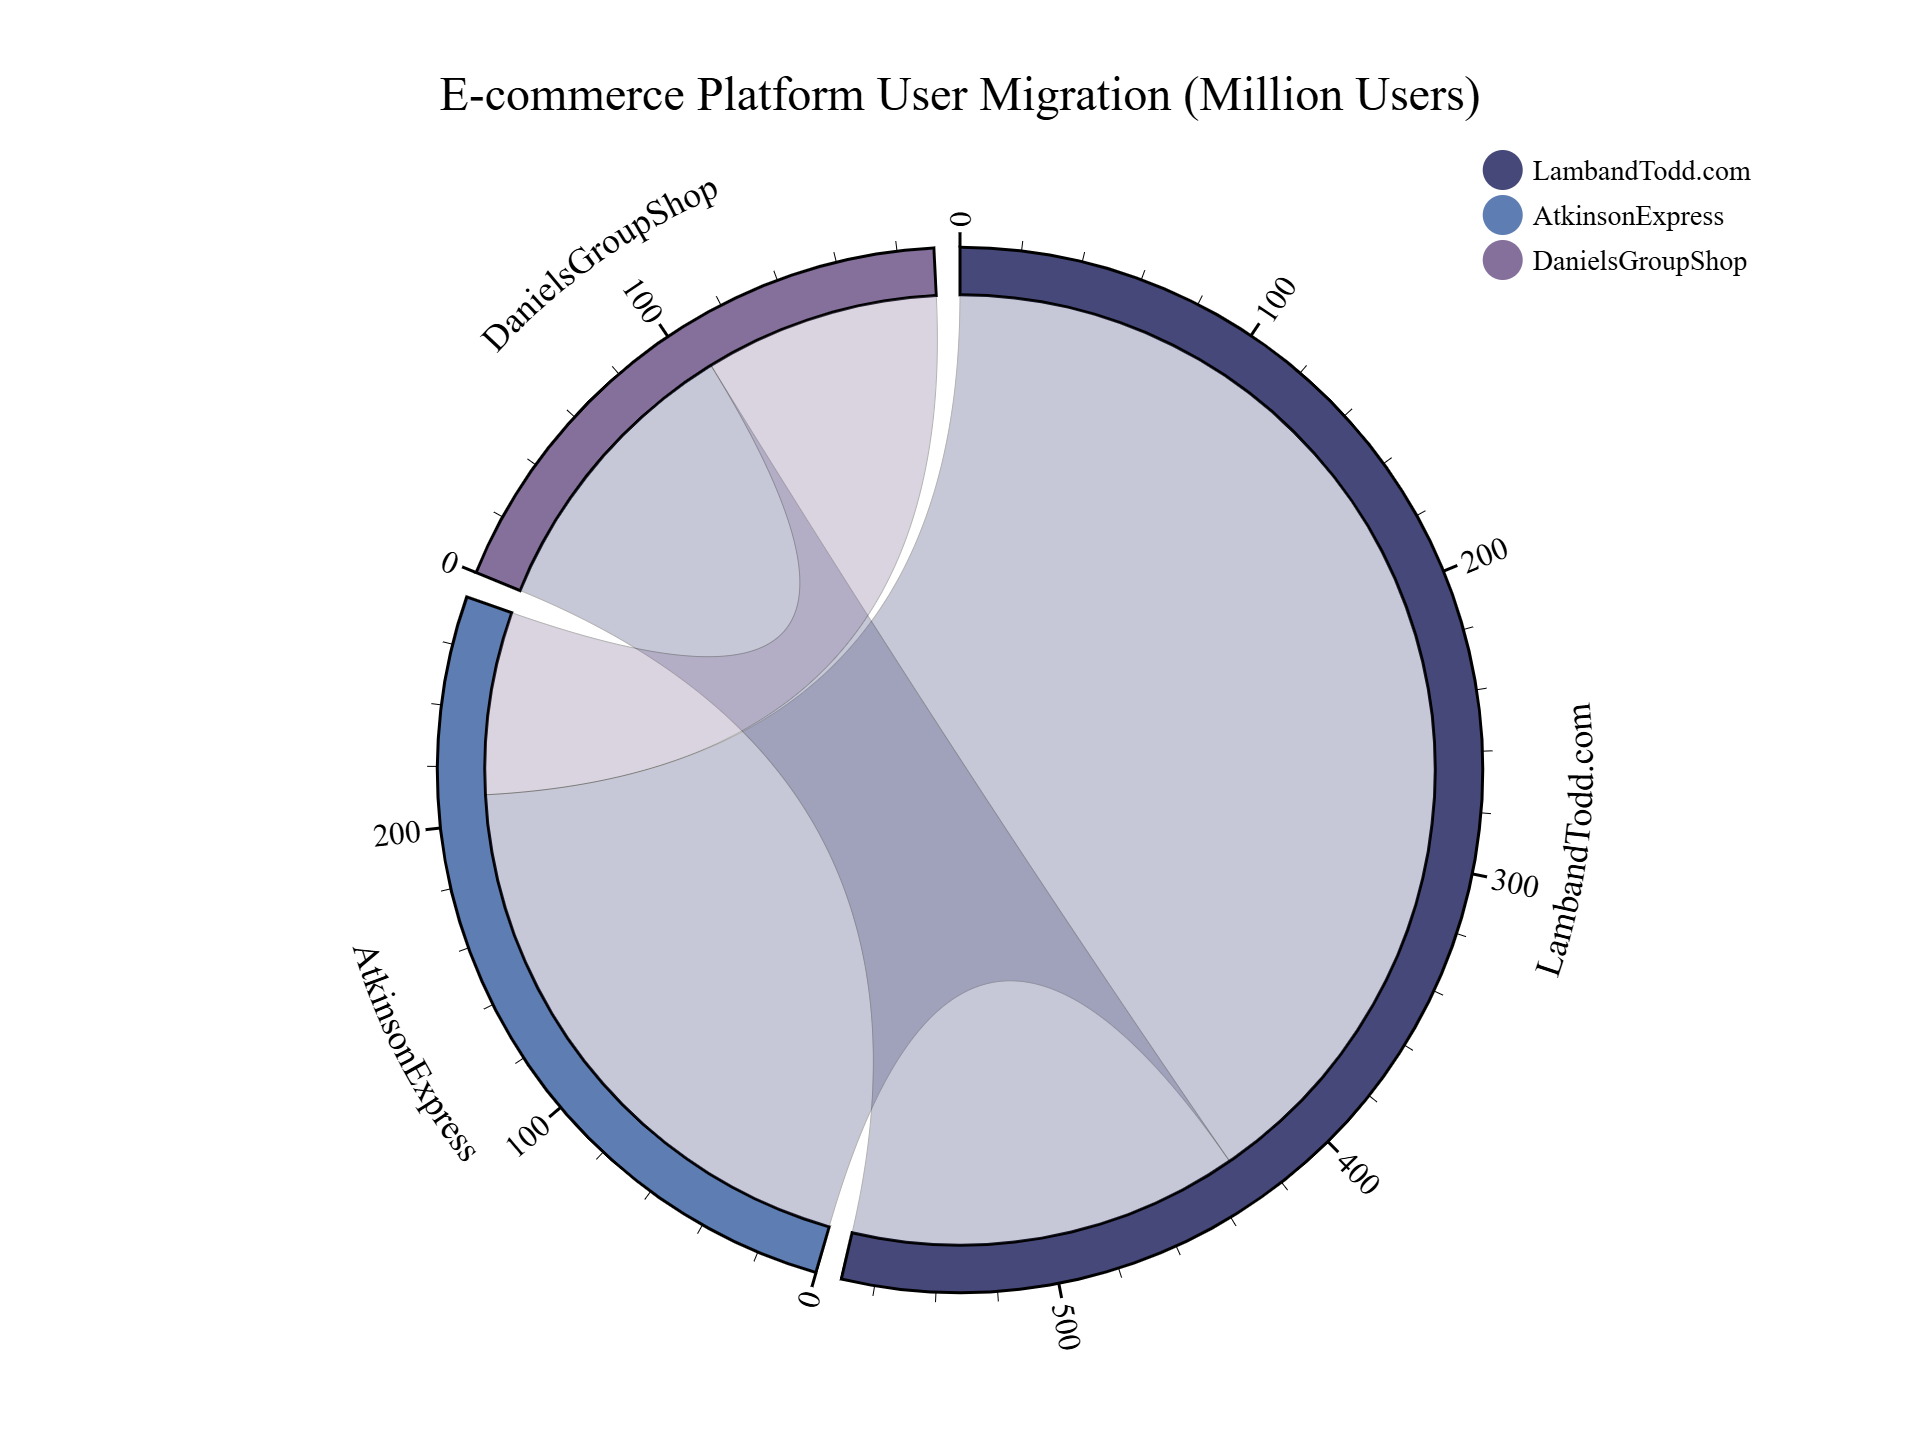 E-commerce Platform User Migration (Million Users)
LambandTodd.com
AtkinsonExpress
DanielsGroupShop
0
100
200
300
400
500
LambandTodd.com
0
100
200
AtkinsonExpress
0
100
DanielsGroupShop